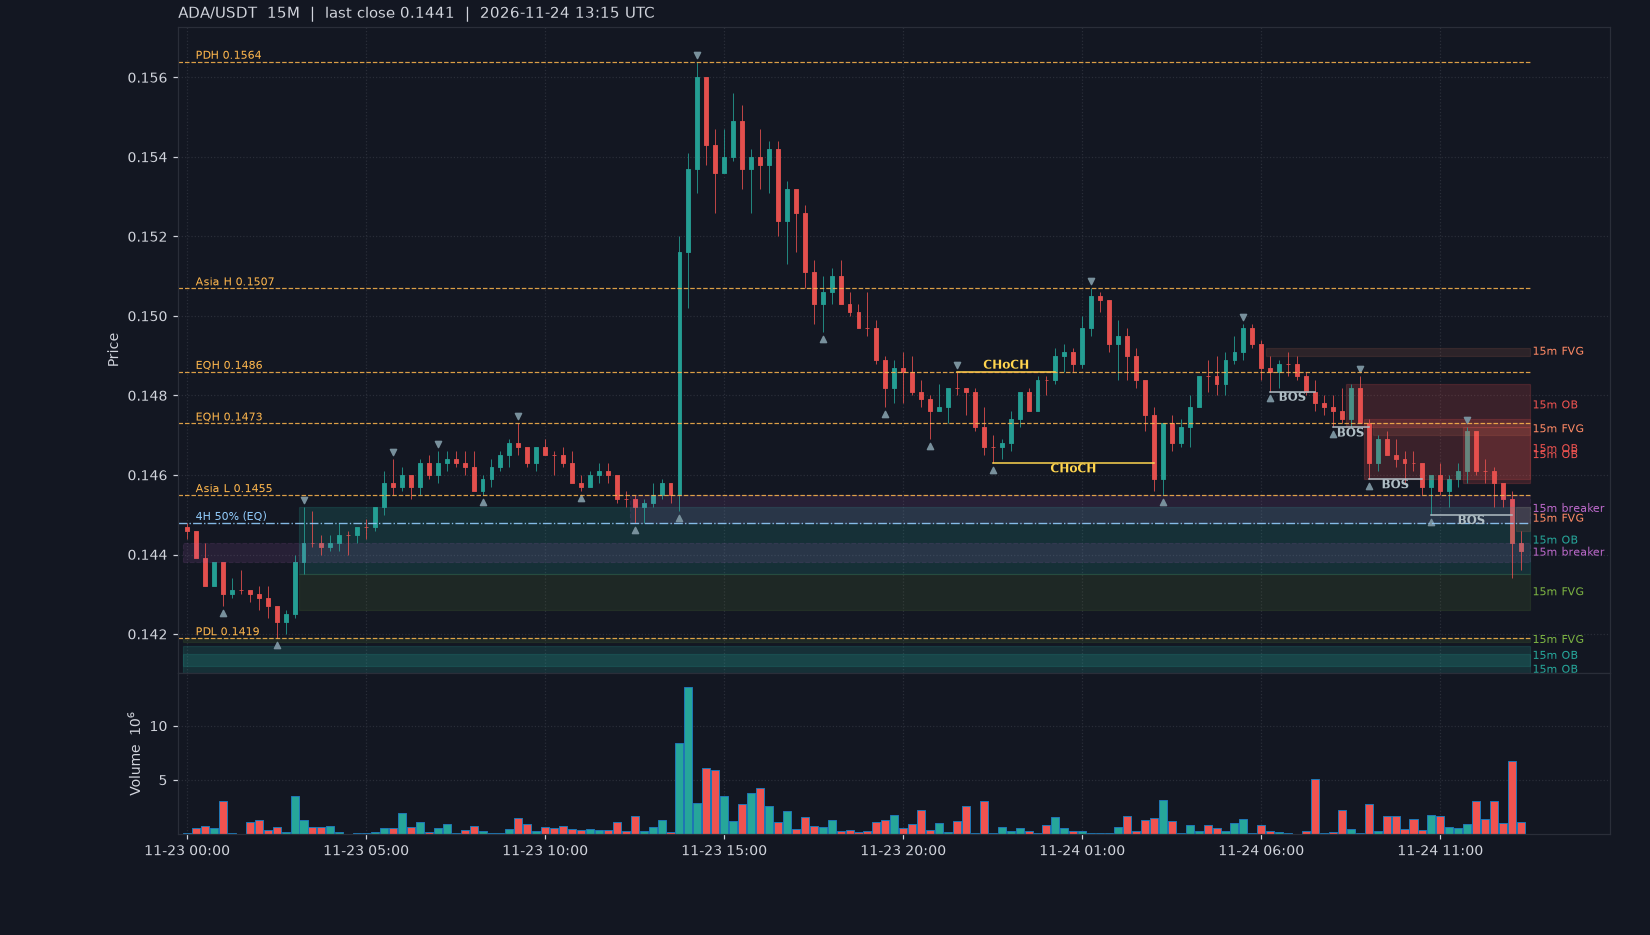 ADA/USDT  15M  |  last close 0.1441  |  2026-11-24 13:15 UTC
PDH 0.1564
0.156
0.154
0.152
Asia H 0.1507
0.150
Price
EQH 0.1486
CHoCH
15m FVG
0.148
BOS
15m OB
EQH 0.1473
15m FVG
BOS
15m OB
15m OB
CHoCH
0.146
BOS
Asia L 0.1455
15m breaker
4H 50% (EQ)
15m FVG
BOS
15m OB
0.144
15m breaker
15m FVG
PDL 0.1419
0.142
15m FVG
15m OB
15m OB
Volume  10⁶
10
5
11-23 00:00
11-23 05:00
11-23 10:00
11-23 15:00
11-23 20:00
11-24 01:00
11-24 06:00
11-24 11:00